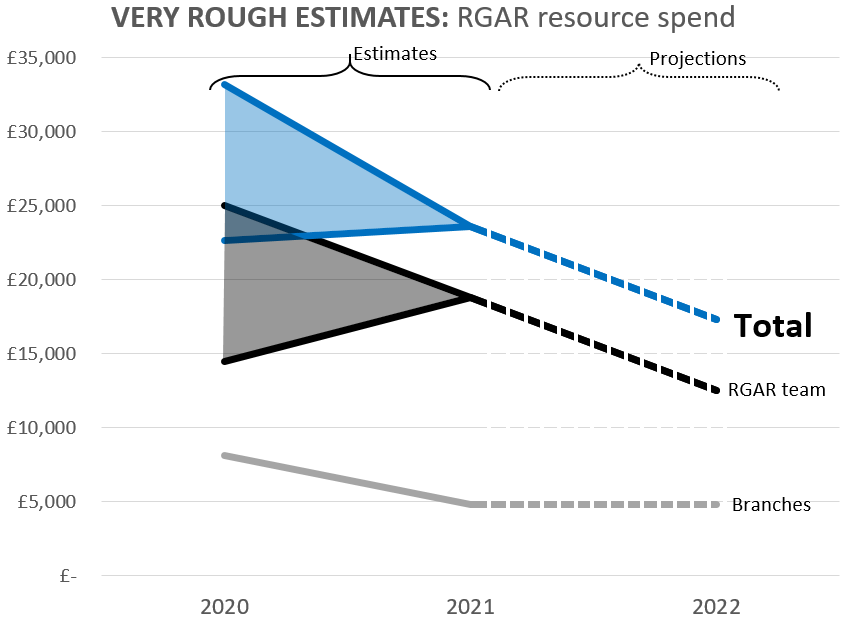 VERY ROUGH ESTIMATES: RGAR resource spend
£35,000
Estimates
Projections
£30,000
£25,000
£20,000
£15,000
£10,000
£5,000
£-
Total
RGAR team
Branches
2020 2021 2022